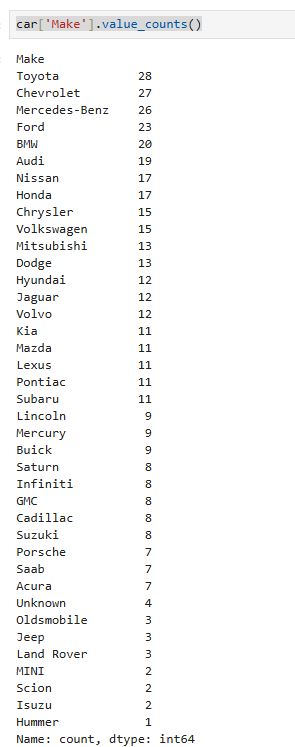 car['Make'].value_counts()
Make
Toyota 28
Chevrolet 27
Mercedes-Benz 26
Ford 23
BMW 20
Audi 19
Nissan 17
Honda 17
Chrysler 15
Volkswagen 15
Mitsubishi 13
Dodge 13
Hyundai 12
Jaguar 12
Volvo 12
Kia 11
Mazda 11
Lexus 11
Pontiac 11
Subaru 11
Lincoln 9
Mercury 9
Buick 9
Saturn 8
Infiniti 8
GMC 8
Cadillac 8
Suzuki 8
Porsche 7
Saab 7
Acura 7
Unknown 4
Oldsmobile 3
Jeep 3
Land Rover 3
MINI 2
Scion 2
Isuzu 2
Hummer 1
Name: count, dtype: int64